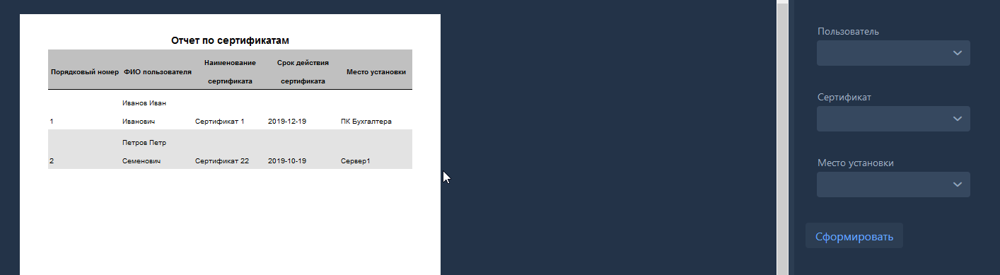 Отчет по сертификатам
Порядковый номер ФИО пользователя Наименование сертификата Срок действия сертификата Место установки
1 Иванов Иван Иванович Сертификат 1 2019-12-19 ПК Бухгалтера
2 Петров Петр Семенович Сертификат 22 2019-10-19 Сервер1
Пользователь
Сертификат
Место установки
Сформировать